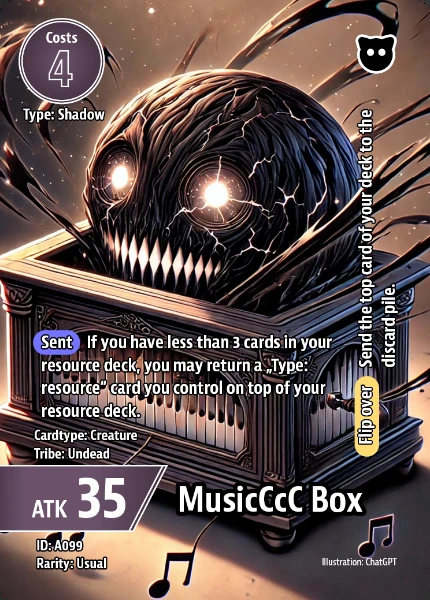 Costs
4
Type: Shadow
Flip over Send the top card of your deck to the
discard pile.
Sent If you have less than 3 cards in your
resource deck, you may return a „Type:
resource“ card you control on top of your
resource deck.
Cardtype: Creature
Tribe: Undead
ATK 35
MusicCcC Box
ID: A099
Rarity: Usual
Illustration: ChatGPT